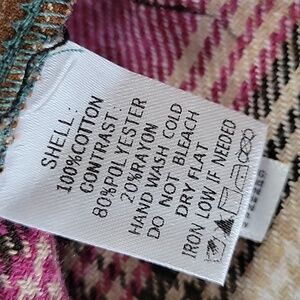 SHELL :
100%COTTON
CONTRAST :
80%POLYESTER
20%RAYON
HAND WASH COLD
DO NOT BLEACH
DRY FLAT
IRON LOW IF NEEDED